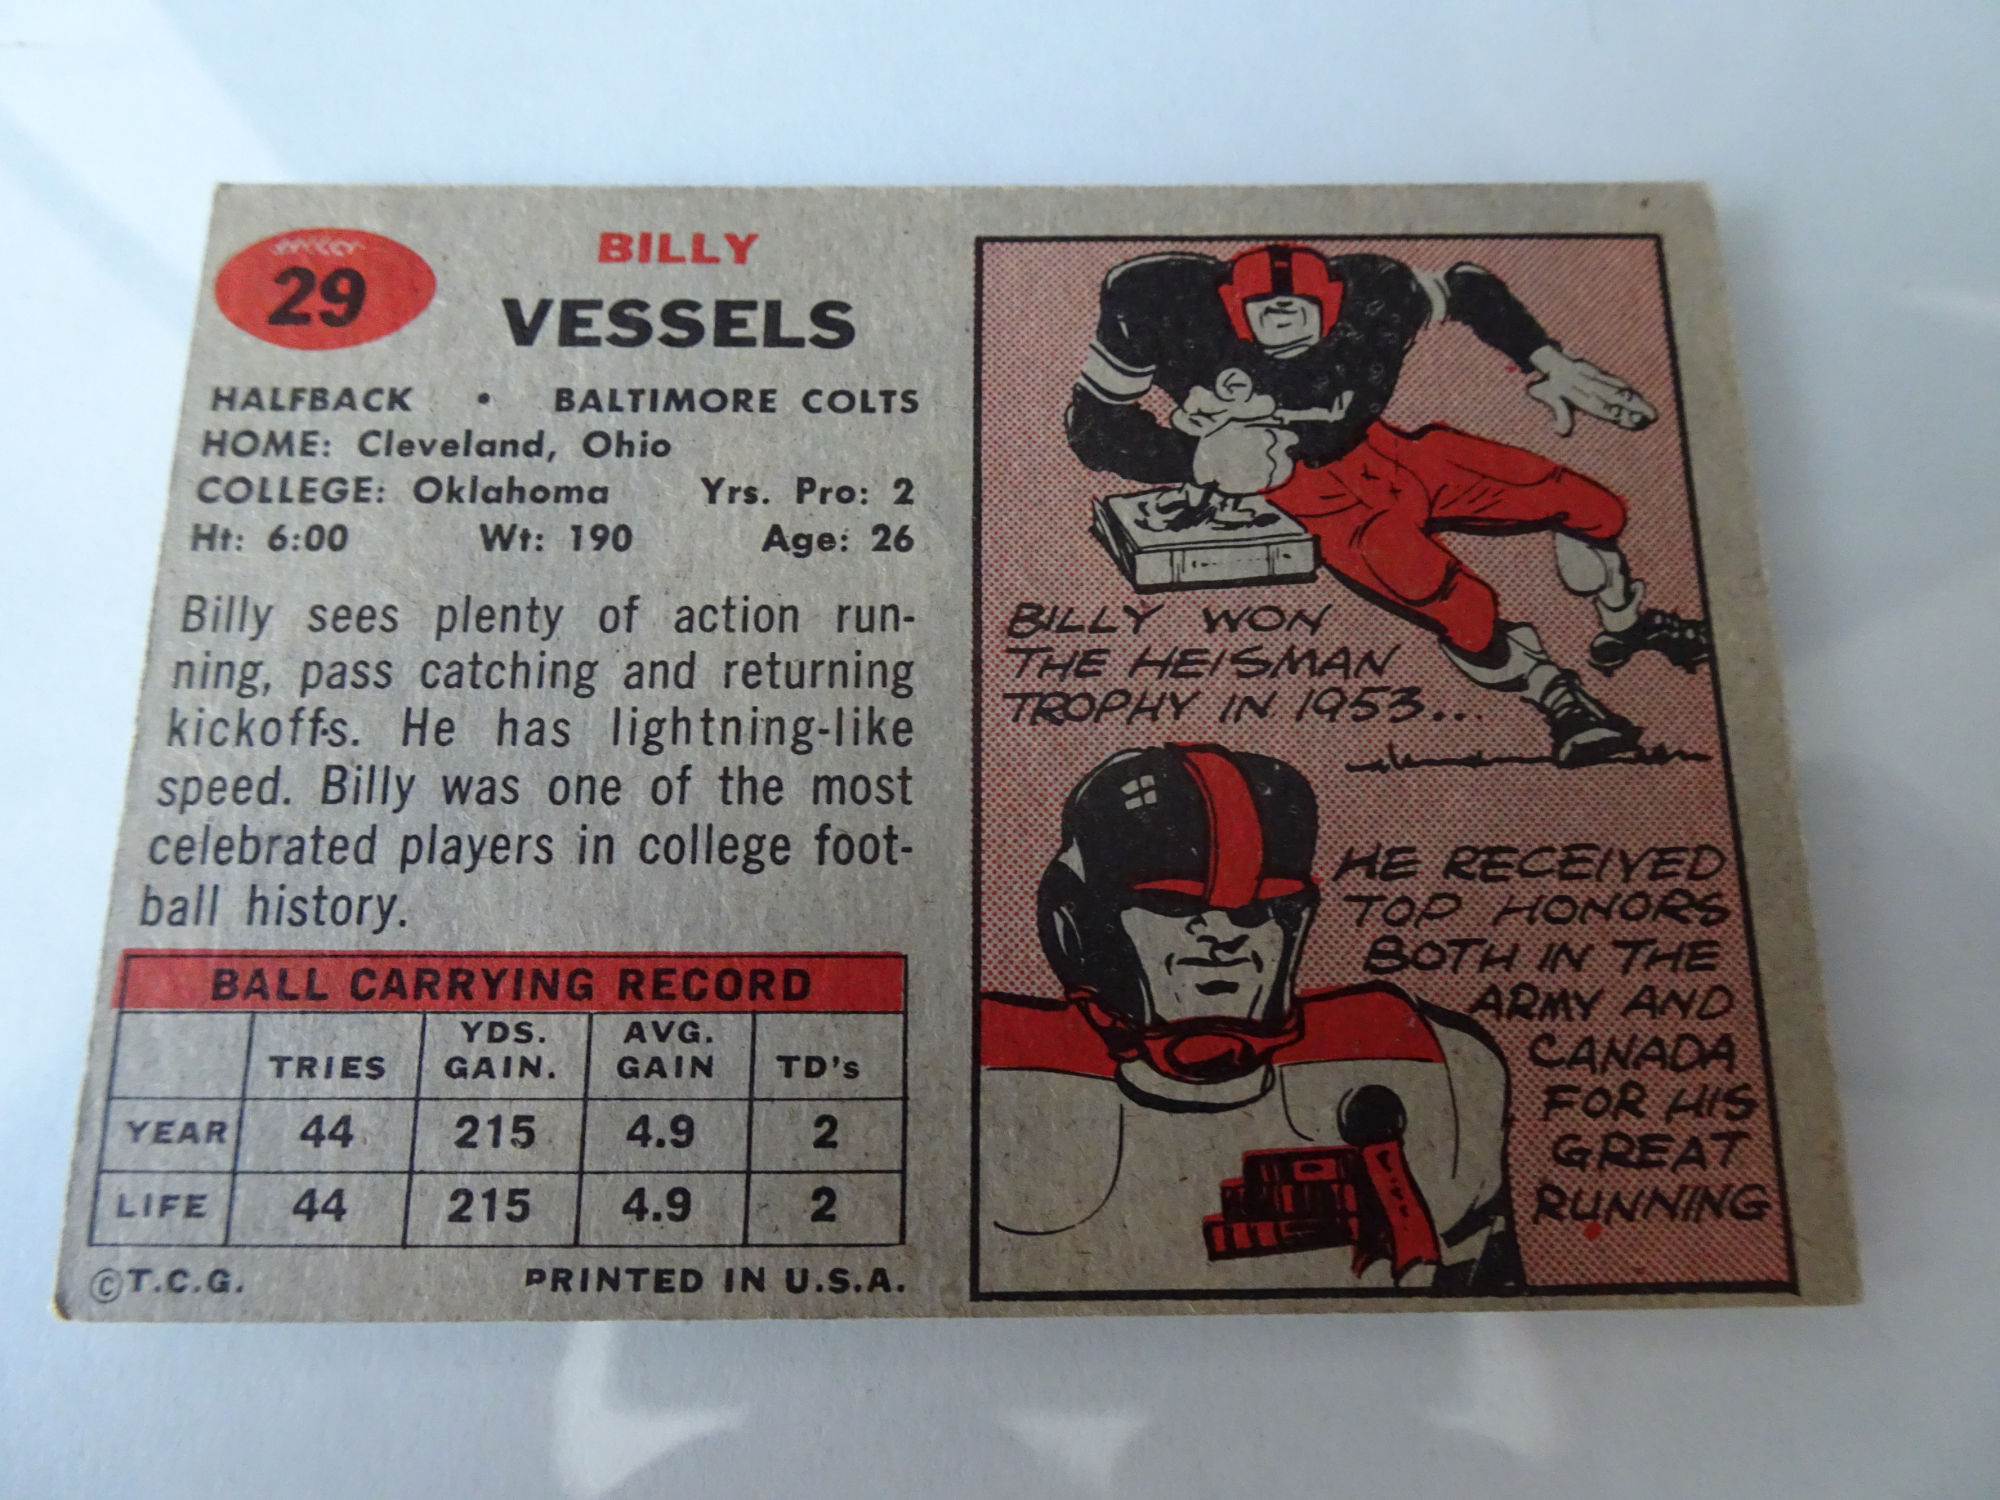 29
BILLY
VESSELS
HALFBACK • BALTIMORE COLTS
HOME: Cleveland, Ohio
COLLEGE: Oklahoma Yrs. Pro: 2
Ht: 6:00 Wt: 190 Age: 26
Billy sees plenty of action run-
ning, pass catching and returning
kickoffs. He has lightning-like
speed. Billy was one of the most
celebrated players in college foot-
ball history.
BALL CARRYING RECORD
TRIES YDS. GAIN. AVG. GAIN TD's
YEAR 44 215 4.9 2
LIFE 44 215 4.9 2
©T.C.G. PRINTED IN U.S.A.
BILLY WON
THE HEISMAN
TROPHY IN 1953...
HE RECEIVED
TOP HONORS
BOTH IN THE
ARMY AND
CANADA
FOR HIS
GREAT
RUNNING